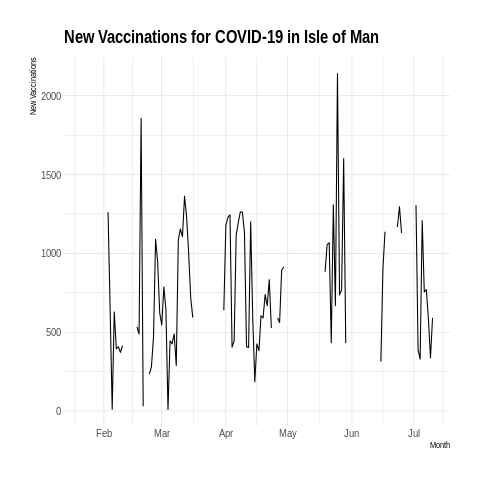 New Vaccinations for COVID-19 in Isle of Man
New Vaccinations
2000
1500
1000
500
0
Feb Mar Apr May Jun Jul
Month